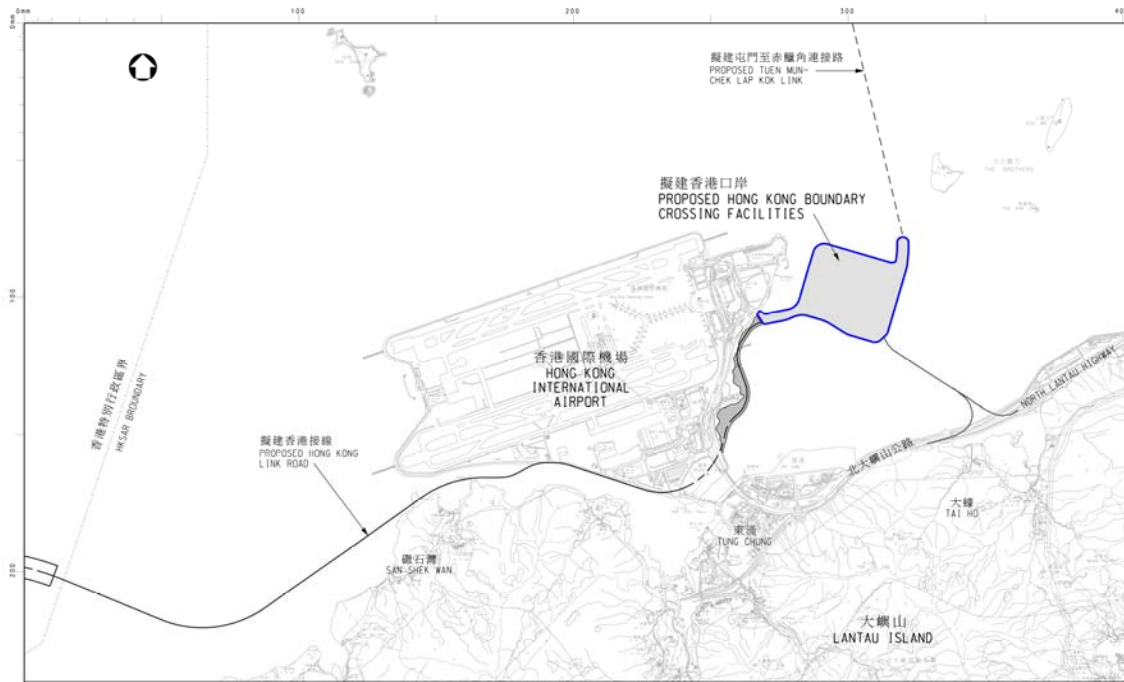 0mm
100
200
300
擬建屯門至赤鱲角連接路
PROPOSED TUEN MUN-
CHEK LAP KOK LINK
THE BROTHERS
擬建香港口岸
PROPOSED HONG KONG BOUNDARY
CROSSING FACILITIES
0mm
100
200
香港特別行政區界
HKSAR BROUNDARY
香港國際機場
HONG KONG
INTERNATIONAL
AIRPORT
擬建香港接線
PROPOSED HONG KONG
LINK ROAD
NORTH LANTAU HIGHWAY
北大嶼山公路
大蠔
TAI HO
東涌
TUNG CHUNG
䃟石灣
SAN SHEK WAN
大嶼山
LANTAU ISLAND